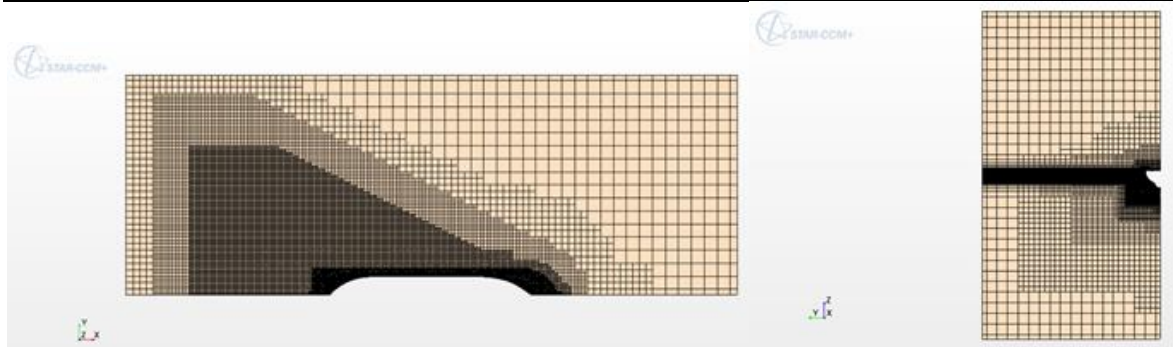 STAR-CCM+
STAR-CCM+
Y
Z X
Z
Y X